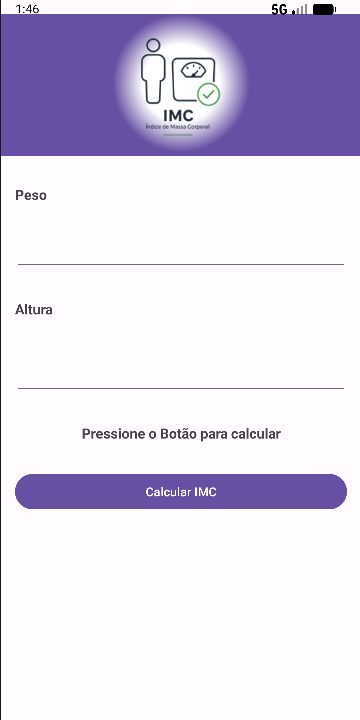 1:46
5G
IMC
Índice de Massa Corporal
Peso
Altura
Pressione o Botão para calcular
Calcular IMC